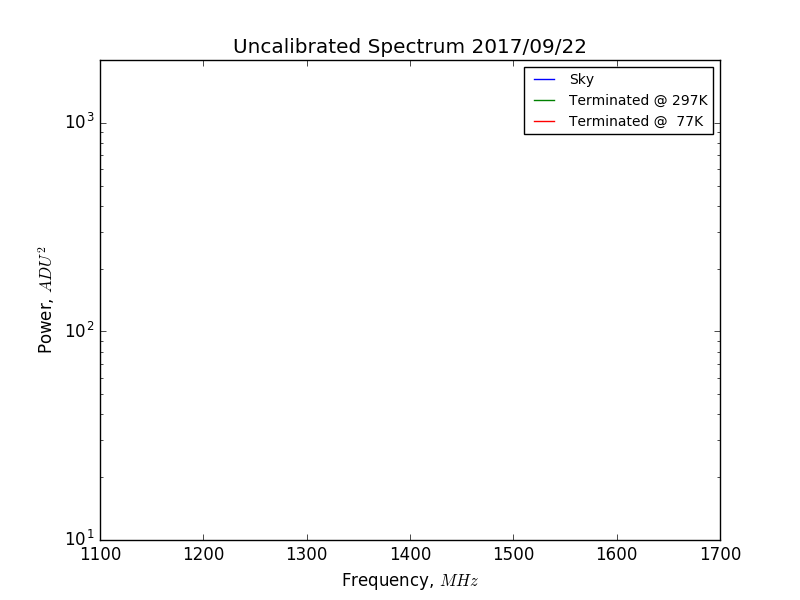 Uncalibrated Spectrum 2017/09/22
Sky
Terminated @ 297K
Terminated @  77K
10³
10²
10¹
Power, ADU²
1100 1200 1300 1400 1500 1600 1700
Frequency, MHz